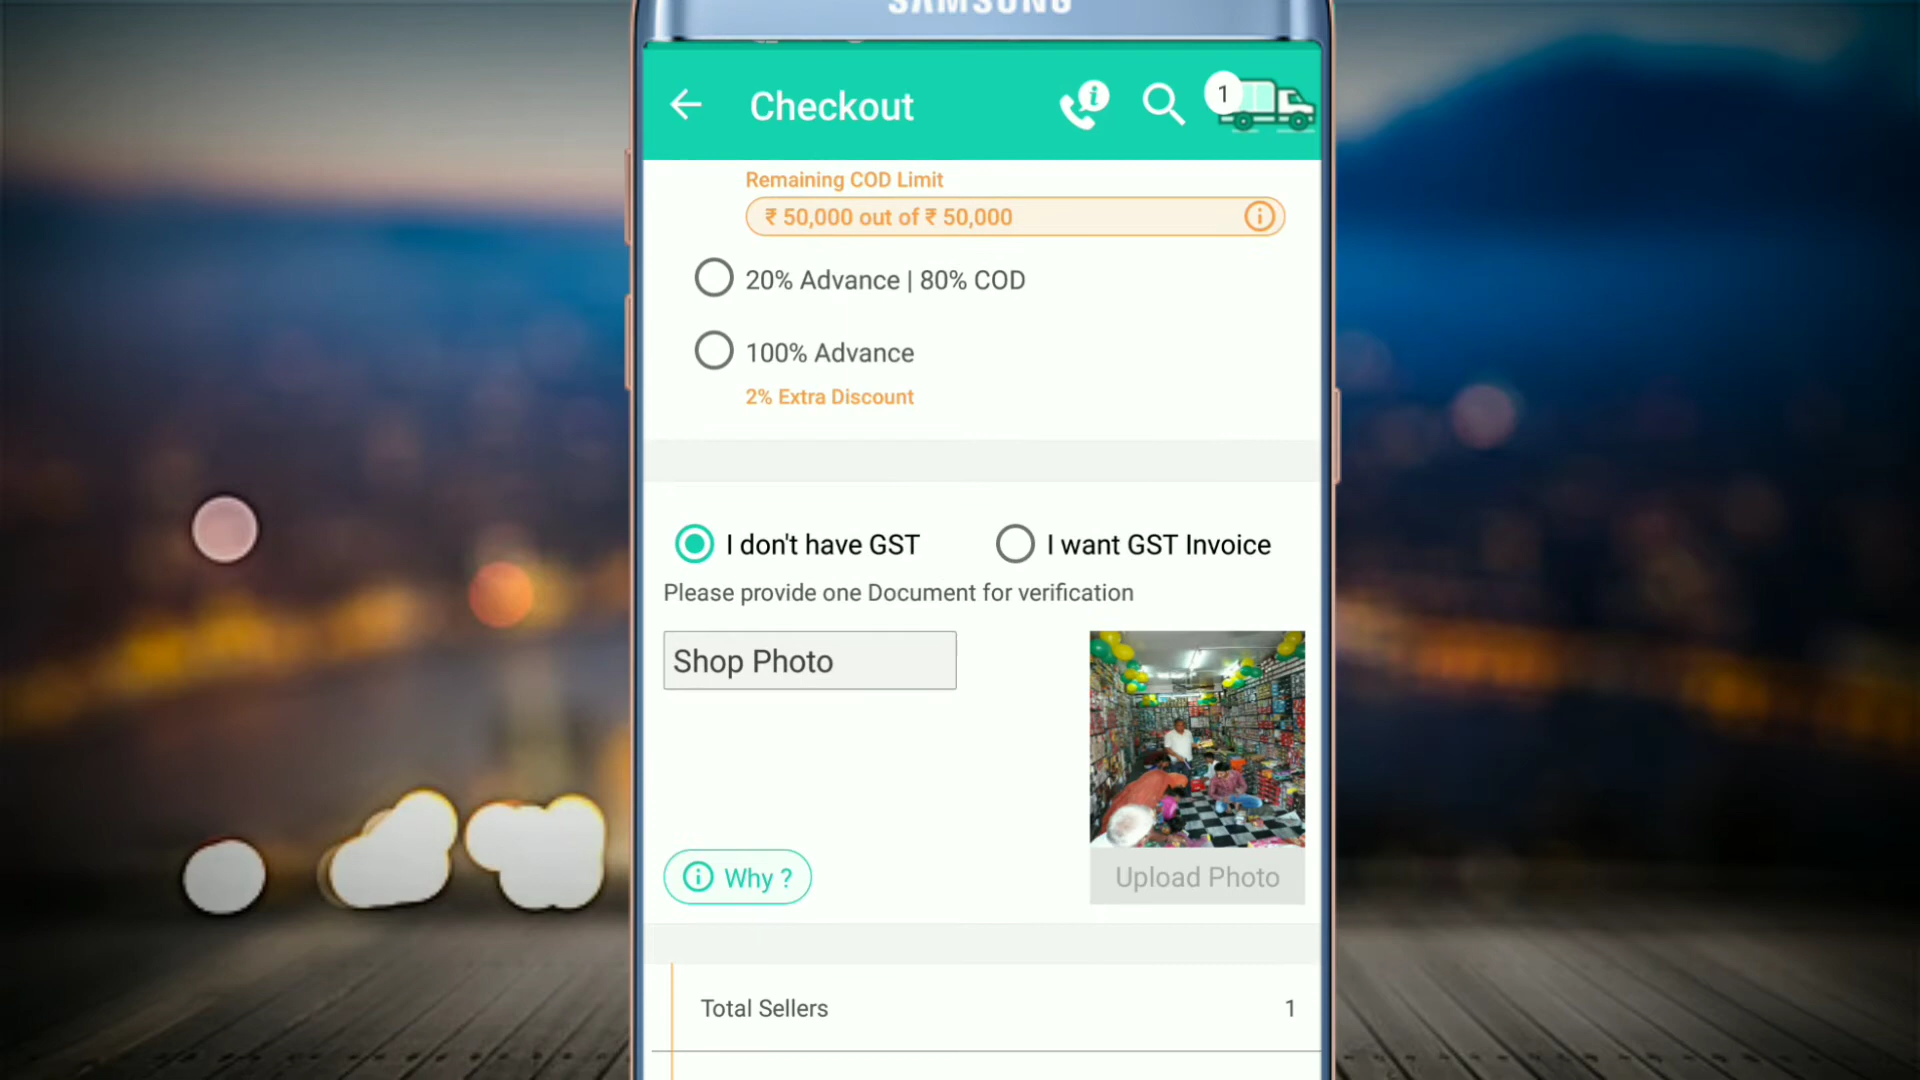 SAMSUNG
Checkout
1
Remaining COD Limit
₹ 50,000 out of ₹ 50,000
20% Advance | 80% COD
100% Advance
2% Extra Discount
I don't have GST
I want GST Invoice
Please provide one Document for verification
Shop Photo
Why ?
Upload Photo
Total Sellers
1